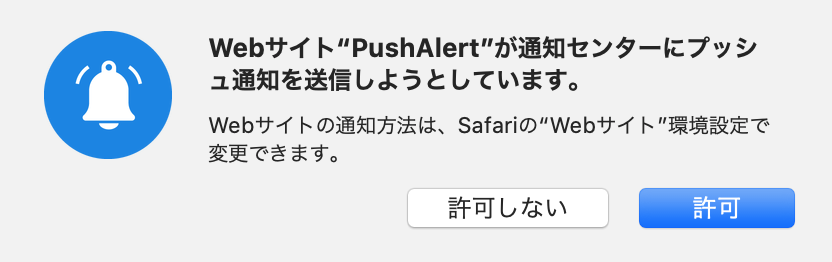 Webサイト“PushAlert”が通知センターにプッシ
ュ通知を送信しようとしています。
Webサイトの通知方法は、Safariの“Webサイト”環境設定で
変更できます。
許可しない
許可